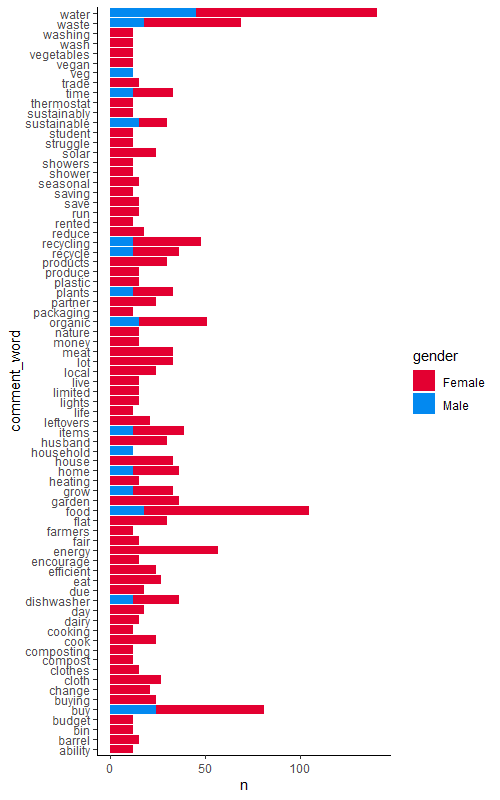 water
waste
washing
wash
vegetables
vegan
veg
trade
time
thermostat
sustainably
sustainable
student
struggle
solar
showers
shower
seasonal
saving
save
run
rented
reduce
recycling
recycle
products
produce
plastic
plants
partner
packaging
organic
nature
money
meat
lot
local
live
limited
lights
life
leftovers
items
husband
household
house
home
heating
grow
garden
food
flat
farmers
fair
energy
encourage
efficient
eat
due
dishwasher
day
dairy
cooking
cook
composting
compost
clothes
cloth
change
buying
buy
budget
bin
barrel
ability
comment_word
0 50 100
n
gender
Female
Male